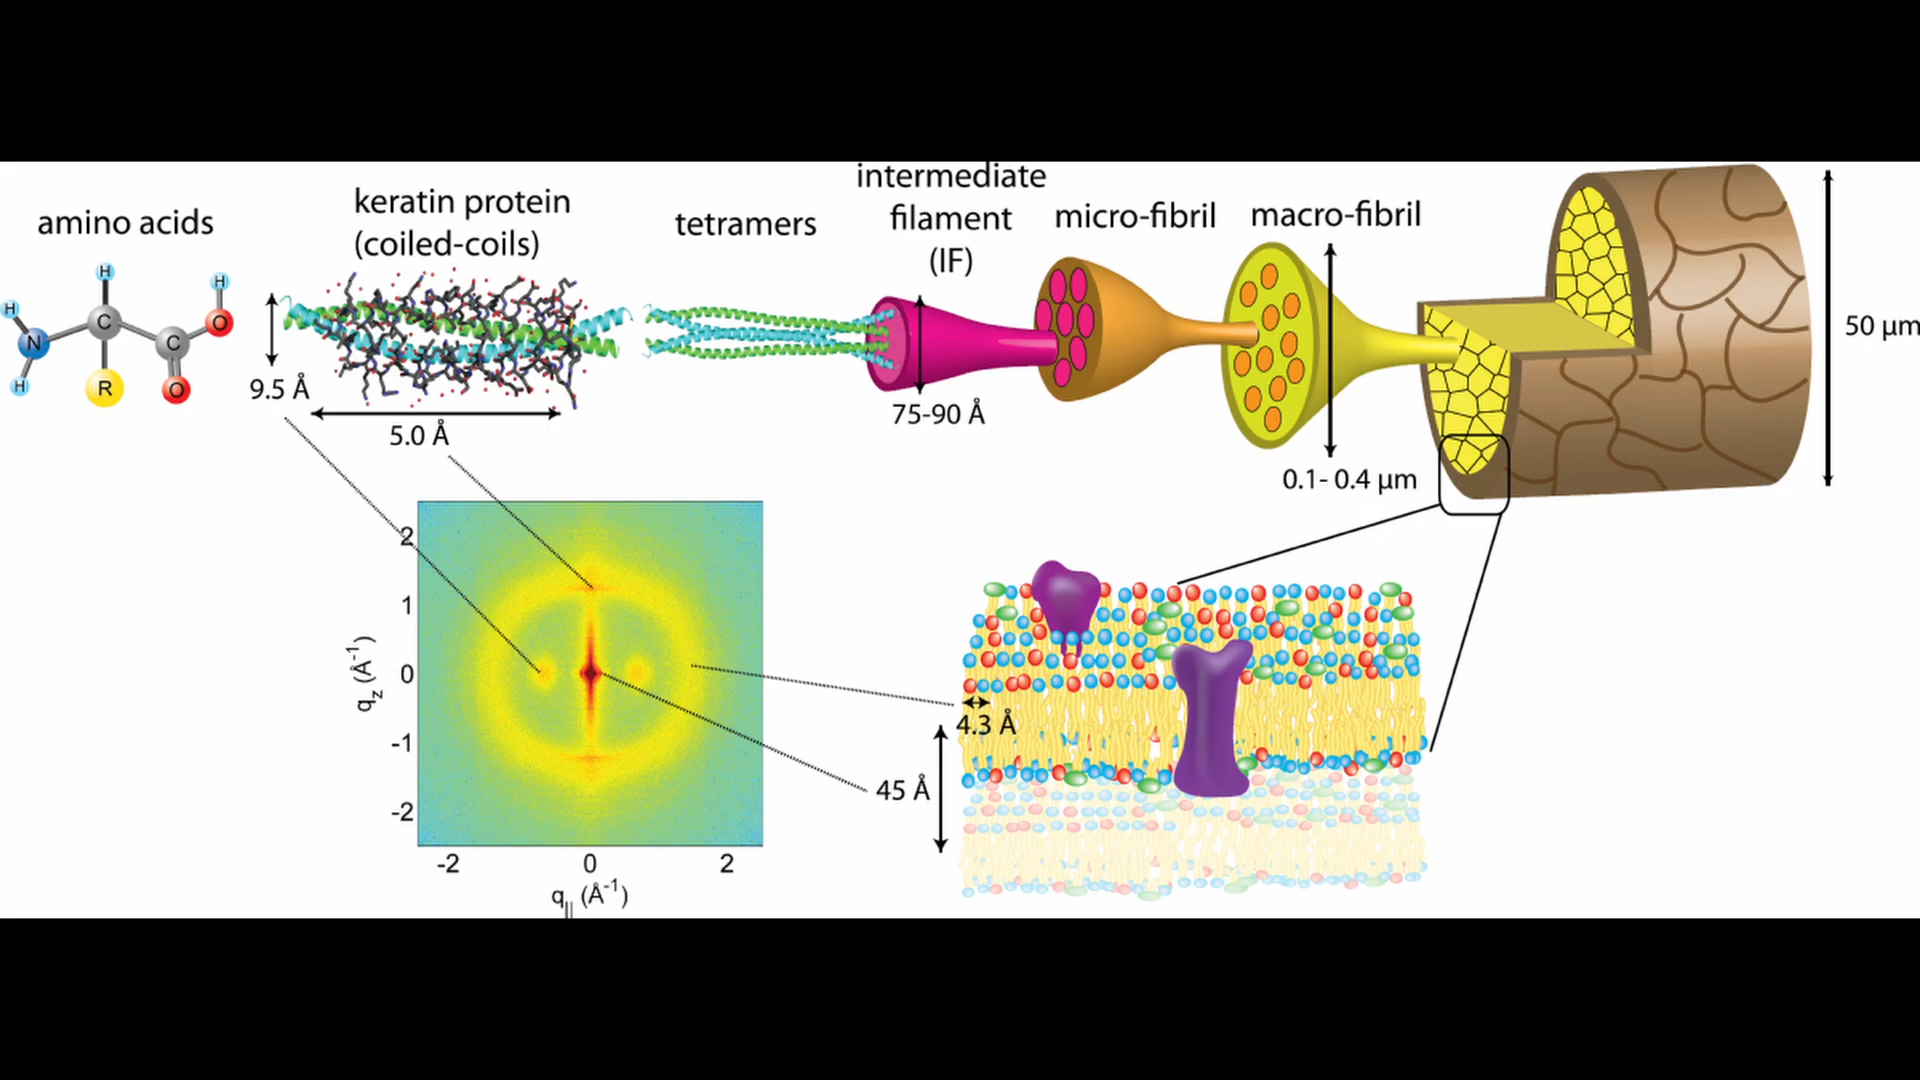 amino acids
keratin protein
(coiled-coils)
tetramers
intermediate
filament
(IF)
micro-fibril
macro-fibril
H
H
H
C
O
N
C
H
R
O
9.5 Å
5.0 Å
75-90 Å
0.1- 0.4 µm
50 µm
2
1
0
-1
-2
qz (Å-1)
-2 0 2
q|| (Å-1)
4.3 Å
45 Å